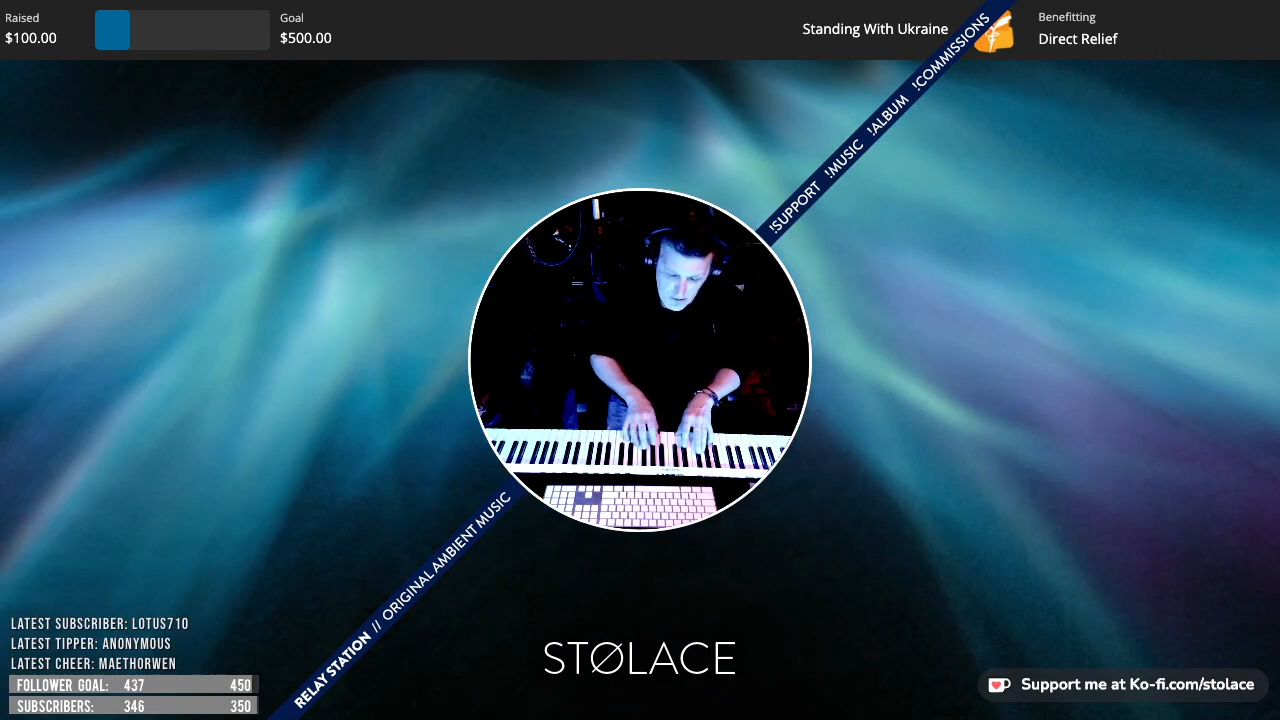 Raised
$100.00
Goal
$500.00
Standing With Ukraine
Benefitting
Direct Relief
!SUPPORT !MUSIC !ALBUM !COMMISSIONS
RELAY STATION // ORIGINAL AMBIENT MUSIC
STØLACE
LATEST SUBSCRIBER: LOTUS710
LATEST TIPPER: ANONYMOUS
LATEST CHEER: MAETHORWEN
FOLLOWER GOAL: 437 450
SUBSCRIBERS: 346 350
Support me at Ko-fi.com/stolace